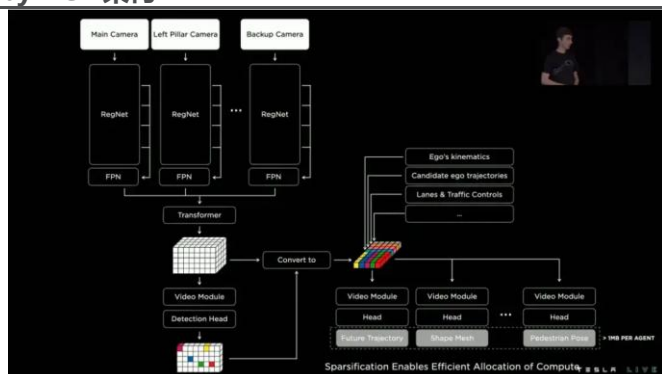 Main Camera
Left Pillar Camera
Backup Camera
RegNet
RegNet
...
RegNet
FPN
FPN
FPN
Transformer
Ego's kinematics
Candidate ego trajectories
Lanes & Traffic Controls
...
Convert to
Video Module
Detection Head
Video Module
Video Module
Video Module
Head
Head
...
Head
Future Trajectory
Shape Mesh
Pedestrian Pose
> 1MB PER AGENT
Sparsification Enables Efficient Allocation of Compute
TESLA LIVE